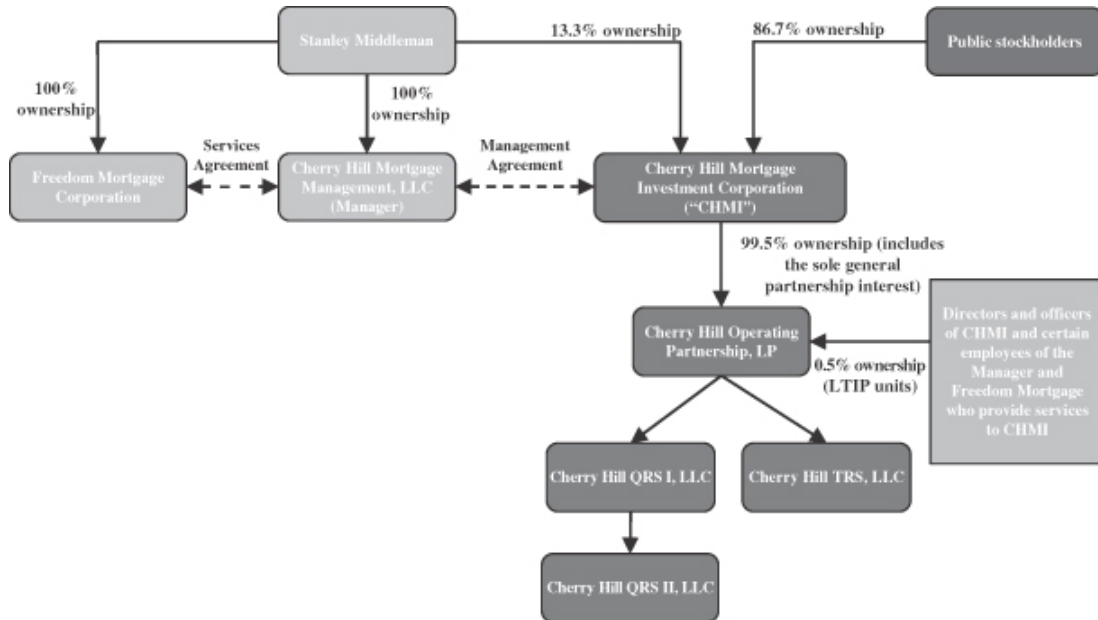 Stanley Middleman
13.3% ownership
86.7% ownership
Public stockholders
100%
ownership
100%
ownership
Services
Agreement
Management
Agreement
Freedom Mortgage
Corporation
Cherry Hill Mortgage
Management, LLC
(Manager)
Cherry Hill Mortgage
Investment Corporation
(“CHMI”)
99.5% ownership (includes
the sole general
partnership interest)
Cherry Hill Operating
Partnership, LP
0.5% ownership
(LTIP units)
Directors and officers
of CHMI and certain
employees of the
Manager and
Freedom Mortgage
who provide services
to CHMI
Cherry Hill QRS I, LLC
Cherry Hill TRS, LLC
Cherry Hill QRS II, LLC